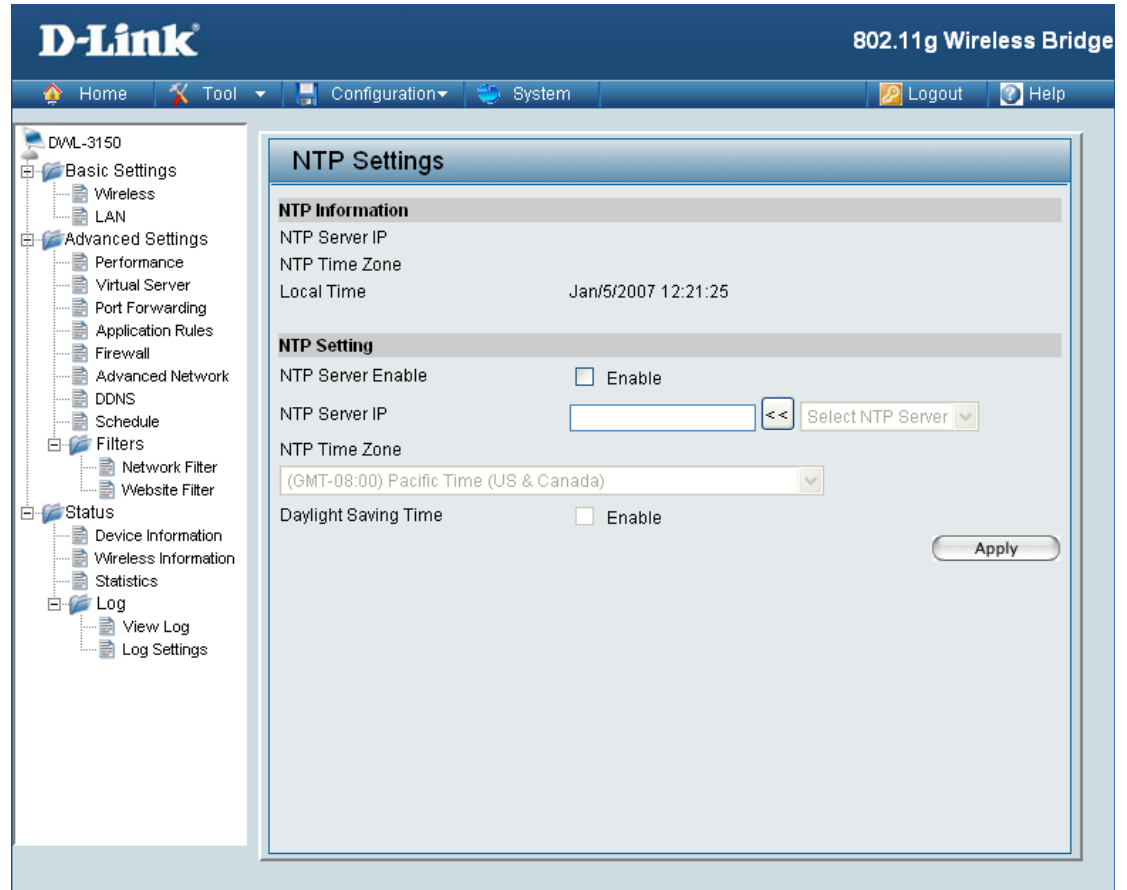 D-Link
802.11g Wireless Bridge
Home Tool Configuration System Logout Help
DWL-3150
Basic Settings
Wireless
LAN
Advanced Settings
Performance
Virtual Server
Port Forwarding
Application Rules
Firewall
Advanced Network
DDNS
Schedule
Filters
Network Filter
Website Filter
Status
Device Information
Wireless Information
Statistics
Log
View Log
Log Settings
NTP Settings
NTP Information
NTP Server IP
NTP Time Zone
Local Time Jan/5/2007 12:21:25
NTP Setting
NTP Server Enable Enable
NTP Server IP << Select NTP Server
NTP Time Zone
(GMT-08:00) Pacific Time (US & Canada)
Daylight Saving Time Enable
Apply